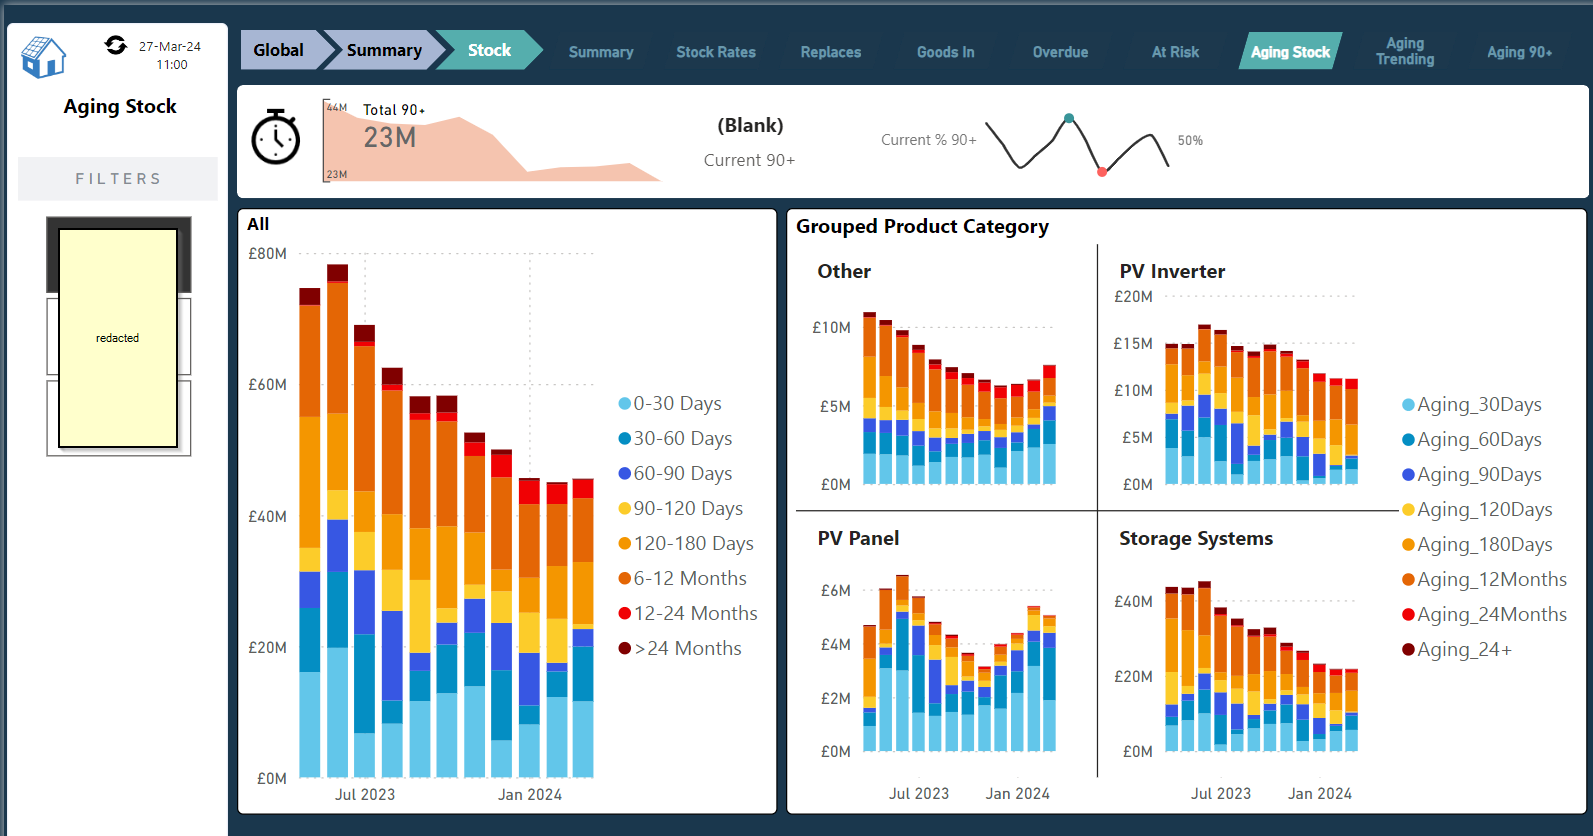 27-Mar-24
11:00
Aging Stock
FILTERS
redacted
Global
Summary
Stock
Summary
Stock Rates
Replaces
Goods In
Overdue
At Risk
Aging Stock
Aging
Trending
Aging 90+
44M
Total 90+
23M
23M
(Blank)
Current 90+
Current % 90+
50%
All
£80M
£60M
£40M
£20M
£0M
Jul 2023
Jan 2024
0-30 Days
30-60 Days
60-90 Days
90-120 Days
120-180 Days
6-12 Months
12-24 Months
>24 Months
Grouped Product Category
Other
£10M
£5M
£0M
PV Inverter
£20M
£15M
£10M
£5M
£0M
PV Panel
£6M
£4M
£2M
£0M
Jul 2023
Jan 2024
Storage Systems
£40M
£20M
£0M
Jul 2023
Jan 2024
Aging_30Days
Aging_60Days
Aging_90Days
Aging_120Days
Aging_180Days
Aging_12Months
Aging_24Months
Aging_24+